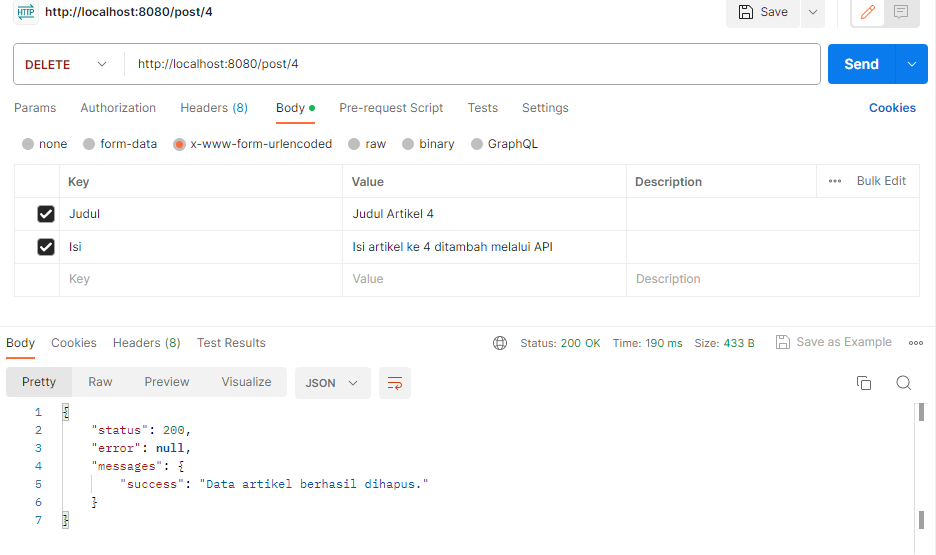 HTTP http://localhost:8080/post/4 Save
DELETE http://localhost:8080/post/4 Send
Params Authorization Headers (8) Body Pre-request Script Tests Settings Cookies
none form-data x-www-form-urlencoded raw binary GraphQL
Key Value Description Bulk Edit
Judul Judul Artikel 4
Isi Isi artikel ke 4 ditambah melalui API
Key Value Description
Body Cookies Headers (8) Test Results Status: 200 OK Time: 190 ms Size: 433 B Save as Example
Pretty Raw Preview Visualize JSON
1 {
2 "status": 200,
3 "error": null,
4 "messages": {
5 "success": "Data artikel berhasil dihapus."
6 }
7 }